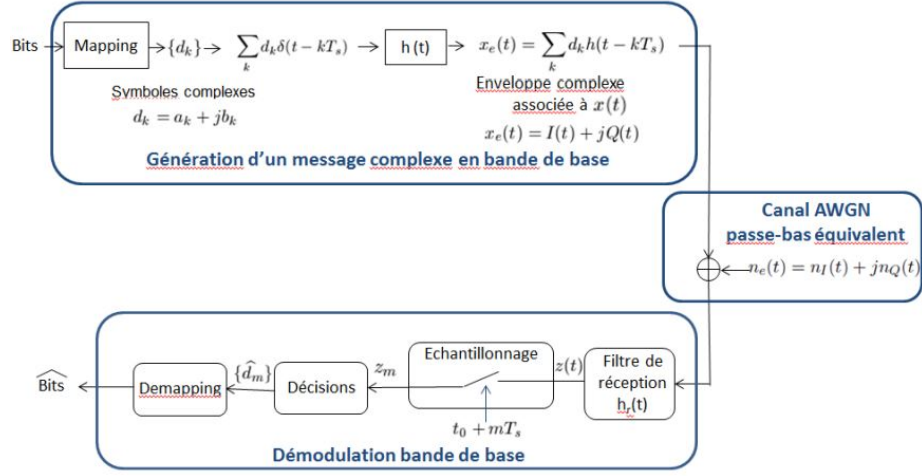 Bits
Mapping
{d_k}
∑_k d_k δ(t − kT_s)
h (t)
x_e(t) = ∑_k d_k h(t − kT_s)
Symboles complexes
d_k = a_k + jb_k
Enveloppe complexe
associée à x(t)
x_e(t) = I(t) + jQ(t)
Génération d'un message complexe en bande de base
Canal AWGN
passe-bas équivalent
n_e(t) = n_I(t) + jn_Q(t)
Bits^
Demapping
{d̂_m}
Décisions
z_m
Echantillonnage
t_0 + mT_s
z(t)
Filtre de
réception
h_r(t)
Démodulation bande de base